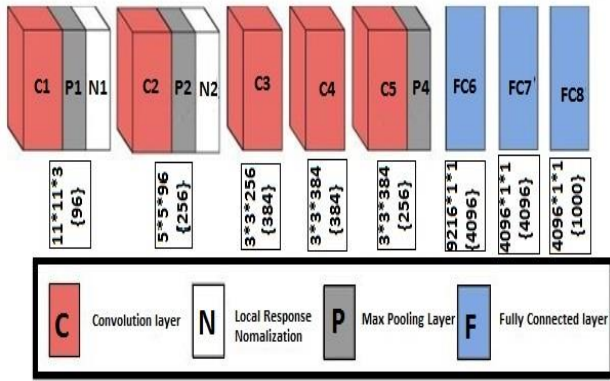 C1 P1 N1 C2 P2 N2 C3 C4 C5 P4 FC6 FC7' FC8
11*11*3
{96}
5*5*96
{256}
3*3*256
{384}
3*3*384
{384}
3*3*384
{256}
9216*1*1
{4096}
4096*1*1
{4096}
4096*1*1
{1000}
C Convolution layer
N Local Response
Nomalization
P Max Pooling Layer
F Fully Connected layer